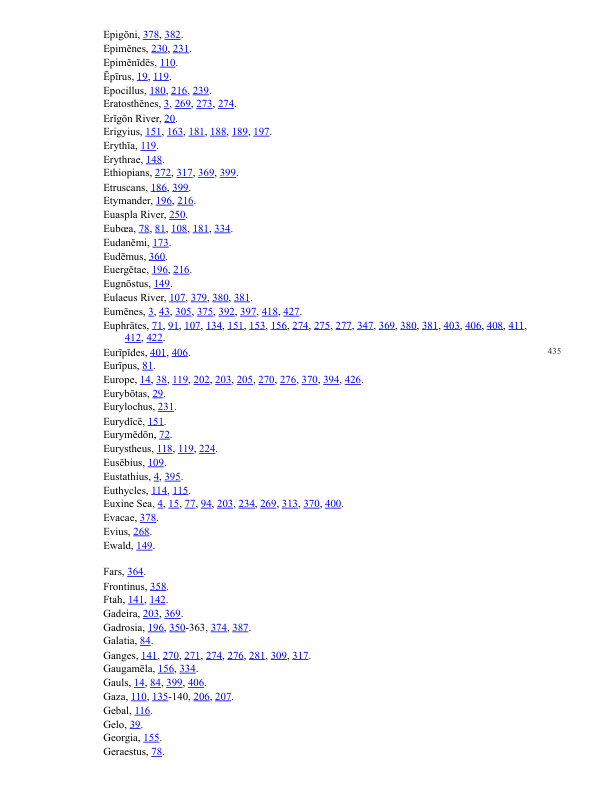 Epigŏni, 378, 382.
Epimēnes, 230, 231.
Epimēnīdēs, 110.
Ēpīrus, 19, 119.
Epocillus, 180, 216, 239.
Eratosthēnes, 3, 269, 273, 274.
Erīgōn River, 20.
Erigyius, 151, 163, 181, 188, 189, 197.
Erythīa, 119.
Erythrae, 148.
Ethiopians, 272, 317, 369, 399.
Etruscans, 186, 399.
Etymander, 196, 216.
Euaspla River, 250.
Eubœa, 78, 81, 108, 181, 334.
Eudanĕmi, 173.
Eudēmus, 360.
Euergĕtae, 196, 216.
Eugnōstus, 149.
Eulaeus River, 107, 379, 380, 381.
Eumĕnes, 3, 43, 305, 375, 392, 397, 418, 427.
Euphrātes, 71, 91, 107, 134, 151, 153, 156, 274, 275, 277, 347, 369, 380, 381, 403, 406, 408, 411,
412, 422.
Eurīpĭdes, 401, 406.
435
Eurīpus, 81.
Europe, 14, 38, 119, 202, 203, 205, 270, 276, 370, 394, 426.
Eurybōtas, 29.
Eurylochus, 231.
Eurydĭcē, 151.
Eurymĕdōn, 72.
Eurystheus, 118, 119, 224.
Eusēbius, 109.
Eustathius, 4, 395.
Euthycles, 114, 115.
Euxine Sea, 4, 15, 77, 94, 203, 234, 269, 313, 370, 400.
Evacae, 378.
Evius, 268.
Ewald, 149.
Fars, 364.
Frontinus, 358.
Ftah, 141, 142.
Gadeira, 203, 369.
Gadrosia, 196, 350-363, 374, 387.
Galatia, 84.
Ganges, 141, 270, 271, 274, 276, 281, 309, 317.
Gaugamēla, 156, 334.
Gauls, 14, 84, 399, 406.
Gaza, 110, 135-140, 206, 207.
Gebal, 116.
Gelo, 39.
Georgia, 155.
Geraestus, 78.